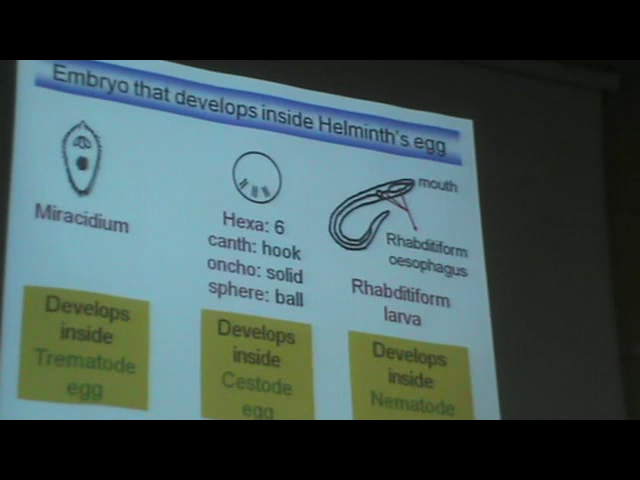 Embryo that develops inside Helminth's egg
mouth
Rhabditiform
oesophagus
Miracidium
Hexa: 6
canth: hook
oncho: solid
sphere: ball
Rhabditiform
larva
Develops
inside
Trematode
egg
Develops
inside
Cestode
egg
Develops
inside
Nematode